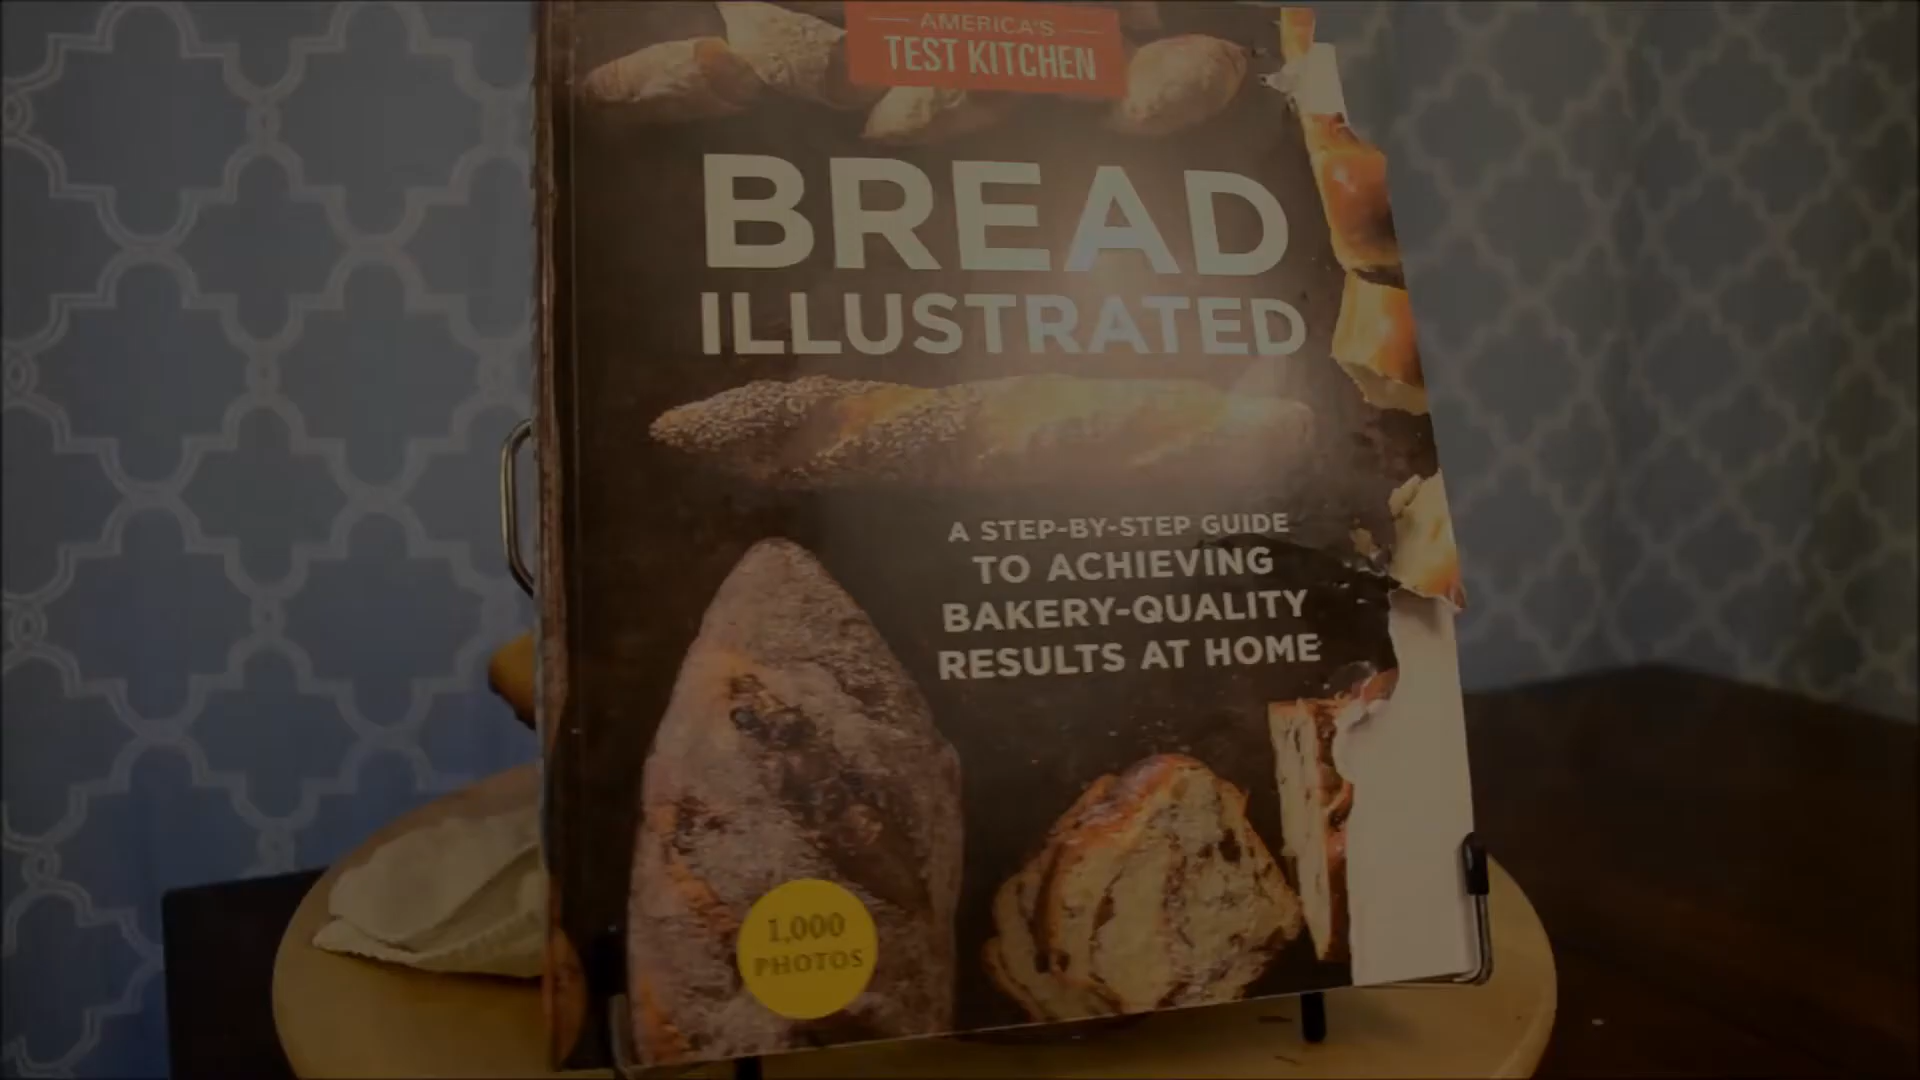 AMERICA'S
TEST KITCHEN
BREAD
ILLUSTRATED
A STEP-BY-STEP GUIDE
TO ACHIEVING
BAKERY-QUALITY
RESULTS AT HOME
1,000
PHOTOS